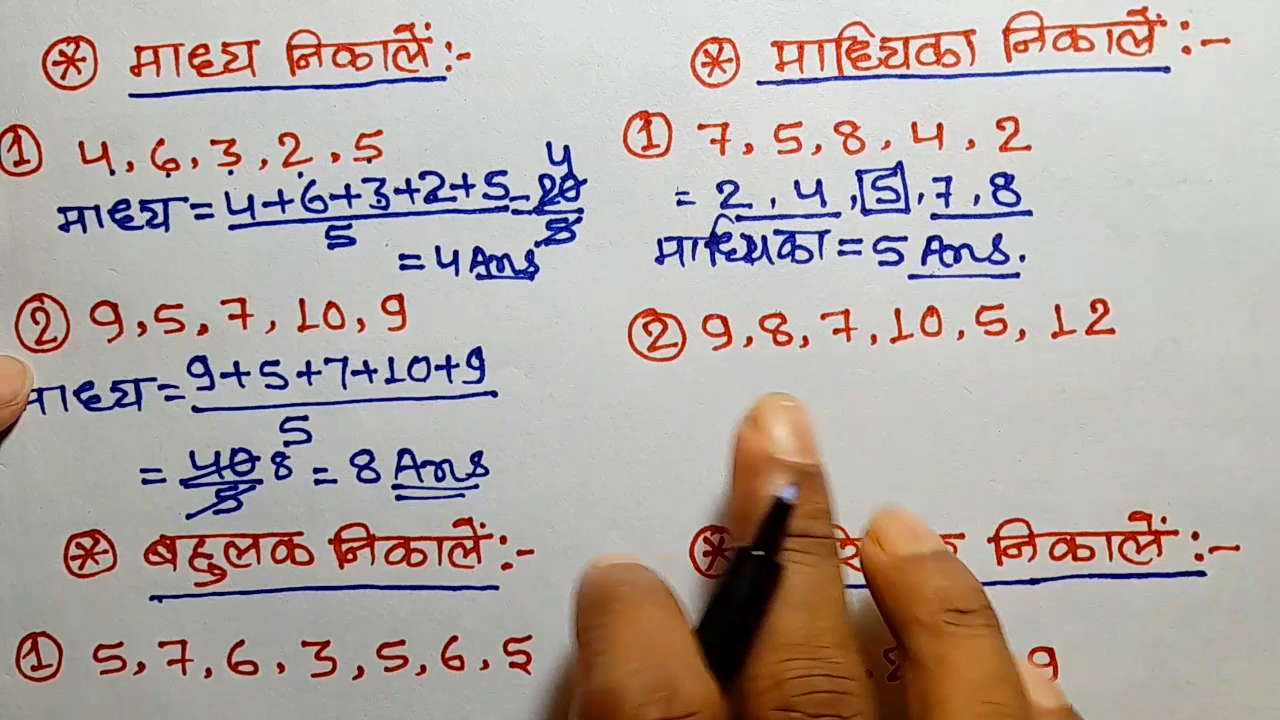 * माध्य निकालें:-
① 4, 6, 3, 2, 5
माध्य = 4+6+3+2+5 / 5 = 20 / 5 4
= 4 Ans
② 9, 5, 7, 10, 9
माध्य = 9+5+7+10+9 / 5
= 40 / 5 8 = 8 Ans
* बहुलक निकालें:-
① 5, 7, 6, 3, 5, 6, 5
* माध्यिका निकालें:-
① 7, 5, 8, 4, 2
= 2, 4, 5, 7, 8
माध्यिका = 5 Ans.
② 9, 8, 7, 10, 5, 12
* निकालें:-
9